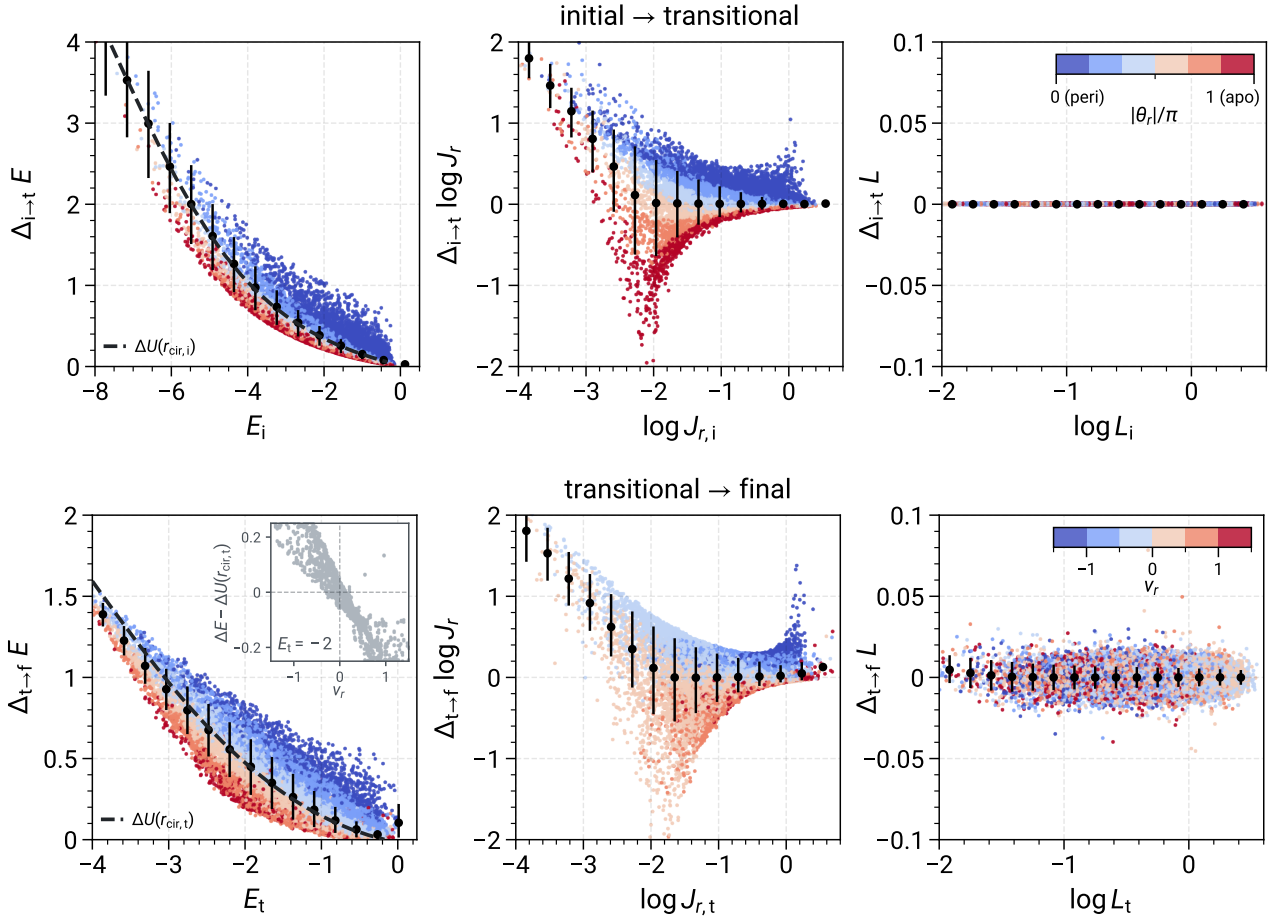 initial → transitional
4
3
2
1
0
Δi→t E
−8 −6 −4 −2 0
Ei
ΔU(rcir, i)
2
1
0
−1
−2
Δi→t log Jr
−4 −3 −2 −1 0
log Jr, i
0.1
0.05
0
−0.05
−0.1
Δi→t L
−2 −1 0
log Li
0 (peri) 1 (apo)
|θr|/π
transitional → final
2
1.5
1
0.5
0
Δt→f E
−4 −3 −2 −1 0
Et
ΔU(rcir, t)
0.2
0
−0.2
ΔE − ΔU(rcir, t)
Et = −2
−1 0 1
vr
2
1
0
−1
−2
Δt→f log Jr
−4 −3 −2 −1 0
log Jr, t
0.1
0.05
0
−0.05
−0.1
Δt→f L
−2 −1 0
log Lt
−1 0 1
vr